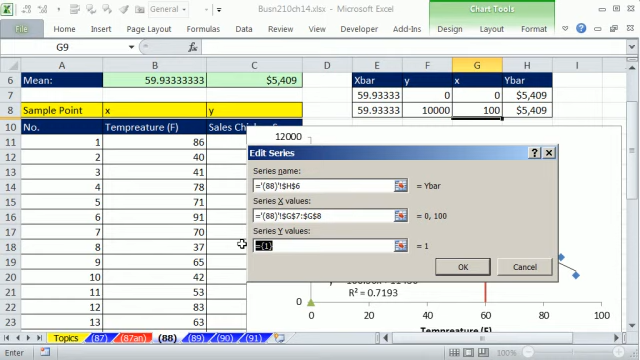 Busn210ch14.xlsx - Microsoft Excel
Chart Tools
General
File
Home
Insert
Page Layout
Formulas
Data
Review
View
Developer
Design
Layout
Format
G9
fx
A B C D E F G H I
6 Mean: 59.93333333 $5,409 Xbar y x Ybar
7 59.93333 0 0 $5,409
8 Sample Point x y 59.93333 10000 100 $5,409
10 No. Tempreature (F)
11 1 86
12 2 40
13 3 41
14 4 78
15 5 67
16 6 91
17 7 70
18 8 37
19 9 65
20 10 42
21 11 53
22 12 83
23 13 63
12000
Edit Series
Series name:
='(88)'!$H$6 = Ybar
Series X values:
='(88)'!$G$7:$G$8 = 0, 100
Series Y values:
={1} = 1
OK
Cancel
R² = 0.7193
0
0 20 40 60 80 100
Tempreature (F)
Topics (87) (87an) (88) (89) (90) (91)
Enter
100%